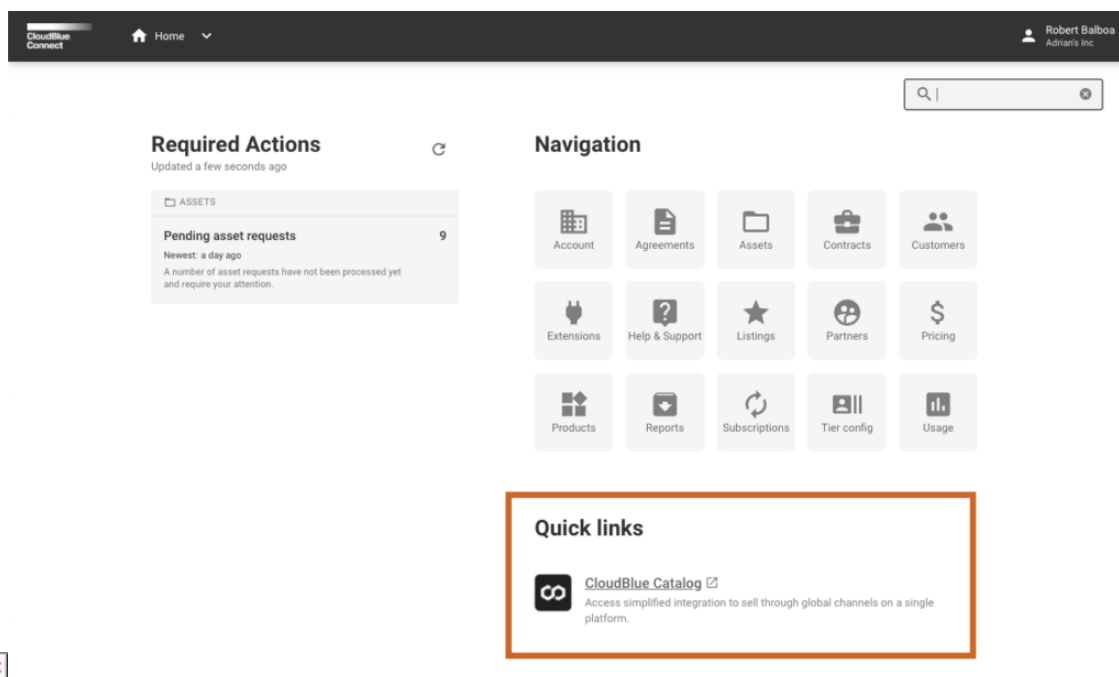 CloudBlue
Connect
Home
Robert Balboa
Adrian's Inc
Required Actions
Updated a few seconds ago
ASSETS
Pending asset requests 9
Newest: a day ago
A number of asset requests have not been processed yet
and require your attention.
Navigation
Account Agreements Assets Contracts Customers
Extensions Help & Support Listings Partners Pricing
Products Reports Subscriptions Tier config Usage
Quick links
CloudBlue Catalog
Access simplified integration to sell through global channels on a single
platform.